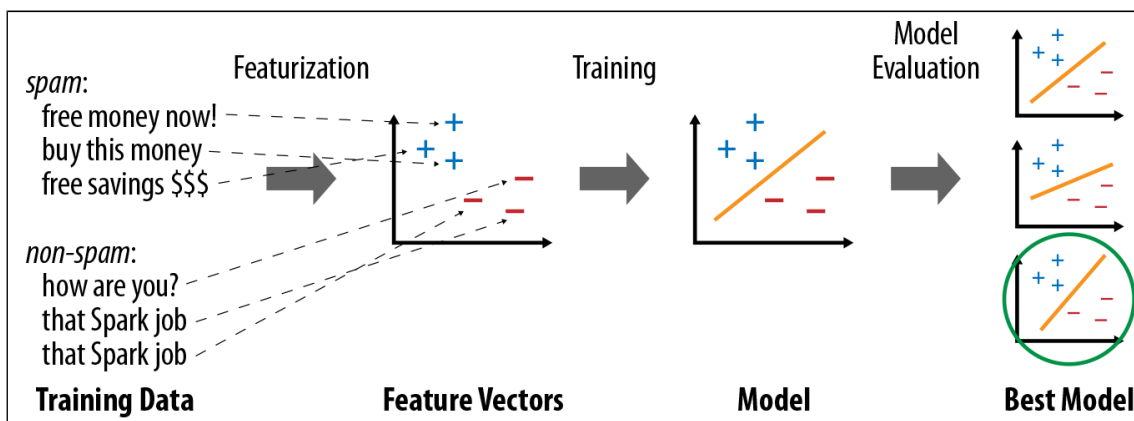 Featurization
Training
Model
Evaluation
spam:
free money now!
buy this money
free savings $$$
non-spam:
how are you?
that Spark job
that Spark job
Training Data
Feature Vectors
Model
Best Model